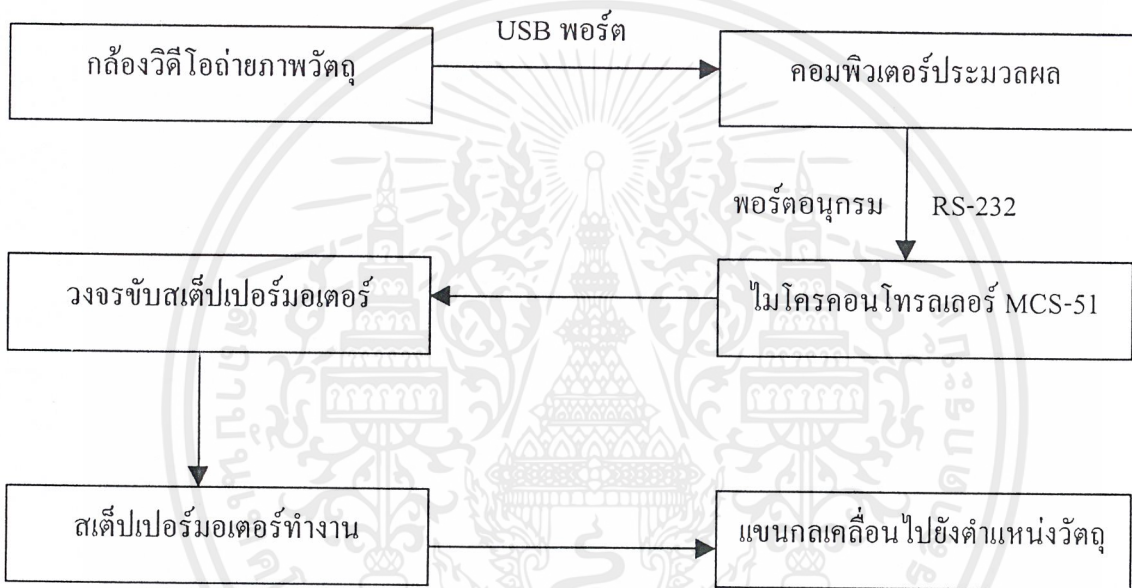 USB พอร์ต
กล้องวิดีโอถ่ายภาพวัตถุ
คอมพิวเตอร์ประมวลผล
พอร์ตอนุกรม RS-232
วงจรขับสเต็ปเปอร์มอเตอร์
ไมโครคอนโทรลเลอร์ MCS-51
สเต็ปเปอร์มอเตอร์ทำงาน
แขนกลเคลื่อนไปยังตำแหน่งวัตถุ